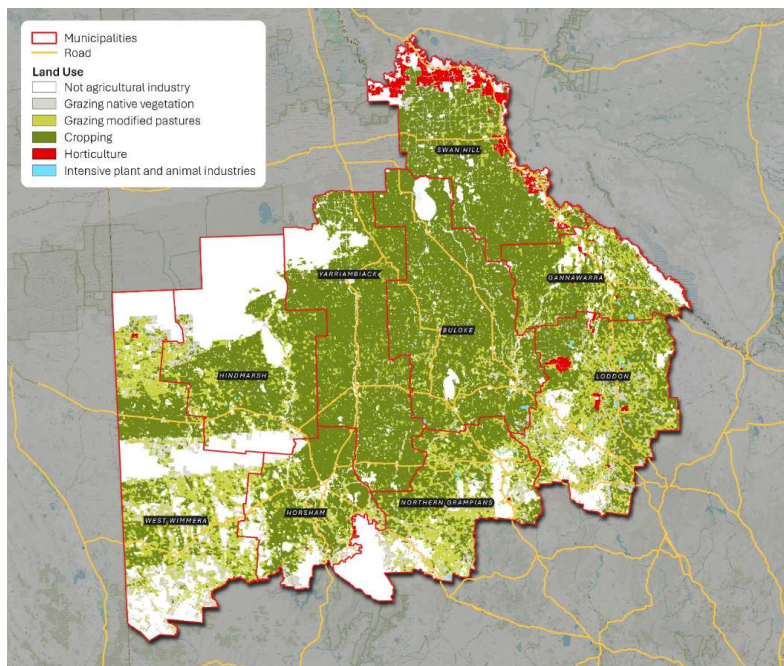 Municipalities
Road
Land Use
Not agricultural industry
Grazing native vegetation
Grazing modified pastures
Cropping
Horticulture
Intensive plant and animal industries
SWAN HILL
GANNAWARRA
YARRIAMBIACK
BULOKE
HINDMARSH
LODDON
NORTHERN GRAMPIANS
HORSHAM
WEST WIMMERA